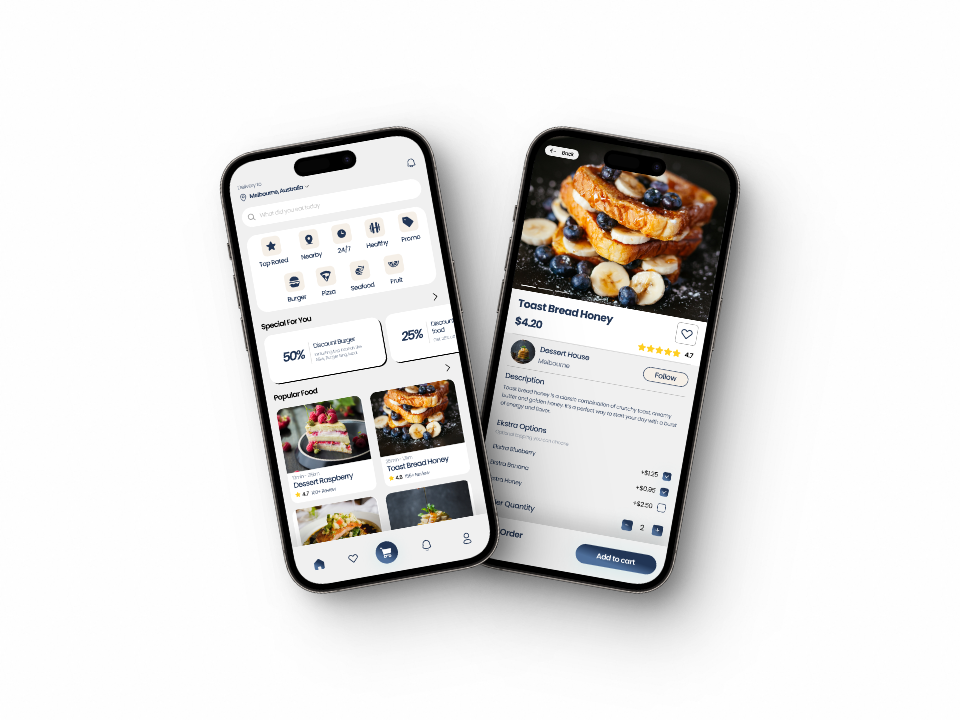 Delivery to
Melbourne, Australia
What did you eat today
Top Rated
Nearby
24/7
Healthy
Promo
Burger
Pizza
Seafood
Fruit
Special For You
50%
Discount Burger
25%
Discount
food
Popular Food
Dessert Raspberry
4.7
Toast Bread Honey
4.8
Back
Toast Bread Honey
$4.20
4.7
Dessert House
Melbourne
Follow
Description
Toast bread honey is a classic combination of crunchy toast, creamy
butter and golden honey. It's a perfect way to start your day with a burst
of energy and flavor.
Ekstra Options
Ekstra Blueberry
+$1.25
Ekstra Banana
+$0.95
Ekstra Honey
+$2.50
Quantity
2
Order
Add to cart